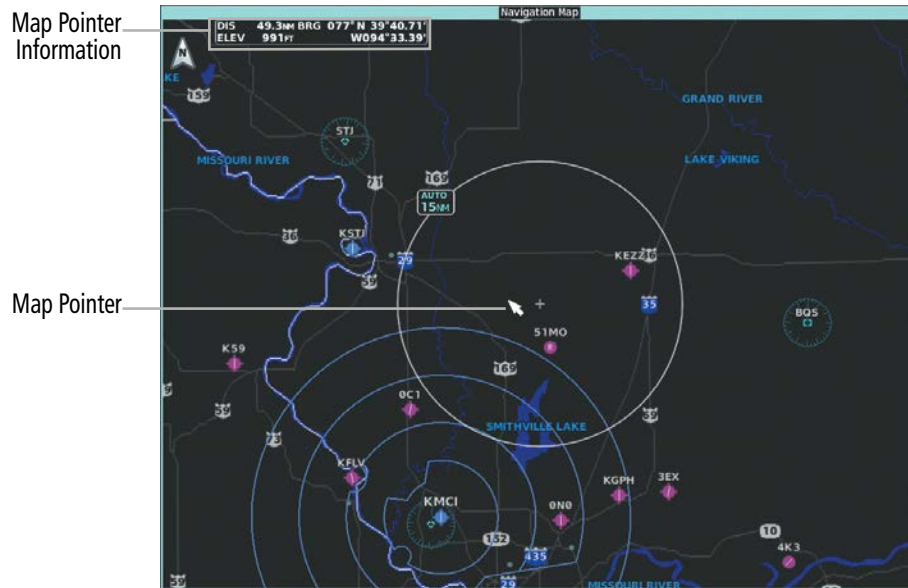 Map Pointer
Information
Map Pointer
Navigation Map
DIS 49.3NM BRG 077° N 39°40.71'
ELEV 991FT W094°33.39'
N
KE
159
GRAND RIVER
STJ
MISSOURI RIVER
LAKE VIKING
71
169
AUTO
15NM
36
KSTJ
29
59
KEZZ
36
35
BQS
51MO
K59
169
59
0C1
69
73
SMITHVILLE LAKE
KFLV
KGPH
3EX
KMCI
0N0
132
10
435
4K3
29
MISSOURI RIVER